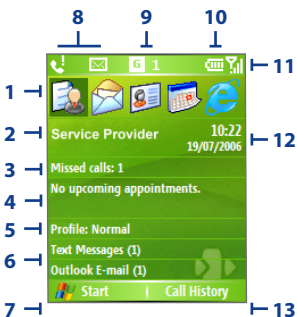 8 9 10
G 1
11
1
2 Service Provider 10:22
19/07/2006 12
3 Missed calls: 1
4 No upcoming appointments.
5 Profile: Normal
6 Text Messages (1)
Outlook E-mail (1)
Start Call History
7 13